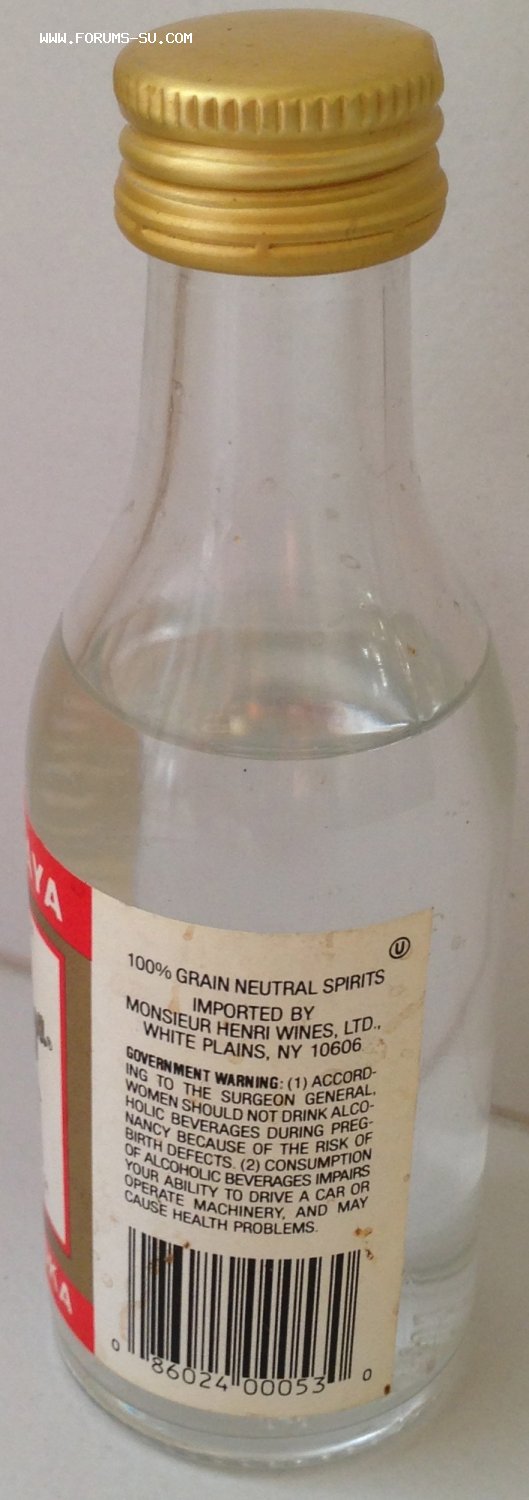 WWW.FORUMS-SU.COM
U
100% GRAIN NEUTRAL SPIRITS
IMPORTED BY
MONSIEUR HENRI WINES, LTD.,
WHITE PLAINS, NY 10606
GOVERNMENT WARNING: (1) ACCORD-
ING TO THE SURGEON GENERAL,
WOMEN SHOULD NOT DRINK ALCO-
HOLIC BEVERAGES DURING PREG-
NANCY BECAUSE OF THE RISK OF
BIRTH DEFECTS. (2) CONSUMPTION
OF ALCOHOLIC BEVERAGES IMPAIRS
YOUR ABILITY TO DRIVE A CAR OR
OPERATE MACHINERY, AND MAY
CAUSE HEALTH PROBLEMS.
0 86024 00053 0